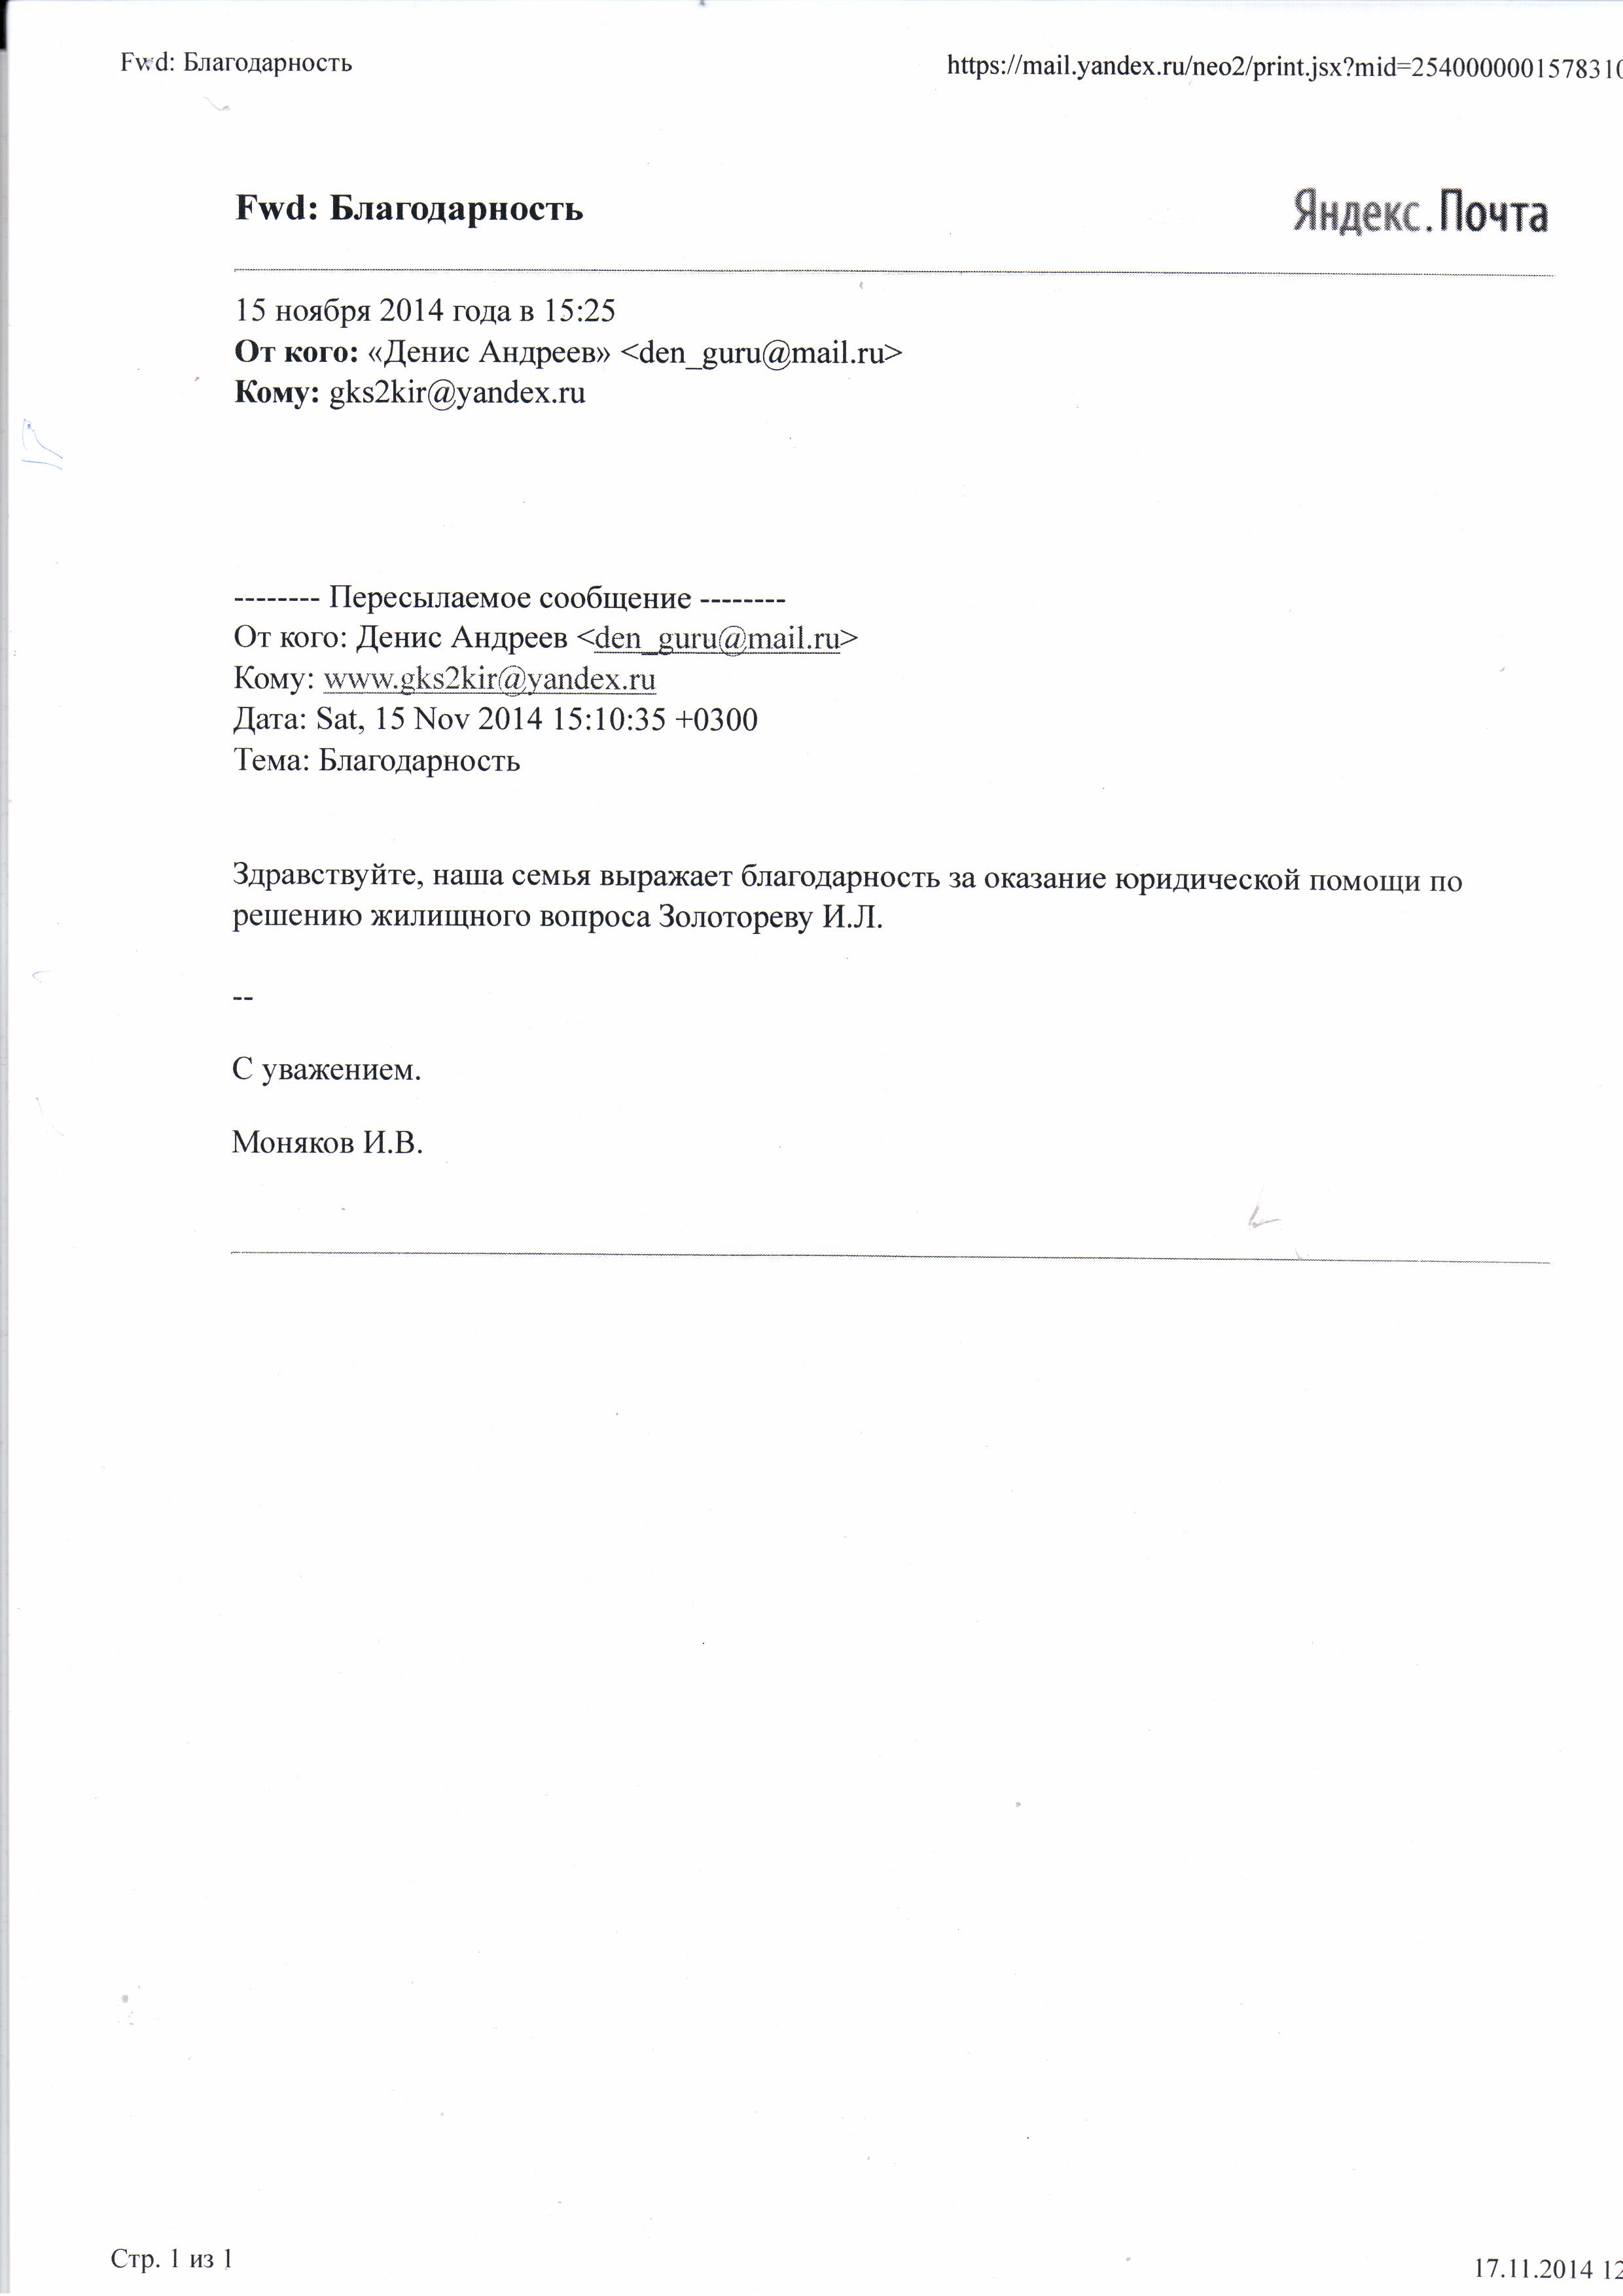 Fwd: Благодарность https://mail.yandex.ru/neo2/print.jsx?mid=2540000001578310
Fwd: Благодарность Яндекс.Почта
15 ноября 2014 года в 15:25
От кого: «Денис Андреев» <den_guru@mail.ru>
Кому: gks2kir@yandex.ru
-------- Пересылаемое сообщение --------
От кого: Денис Андреев <den_guru@mail.ru>
Кому: www.gks2kir@yandex.ru
Дата: Sat, 15 Nov 2014 15:10:35 +0300
Тема: Благодарность
Здравствуйте, наша семья выражает благодарность за оказание юридической помощи по
решению жилищного вопроса Золотореву И.Л.
--
С уважением.
Моняков И.В.
Стр. 1 из 1 17.11.2014 12